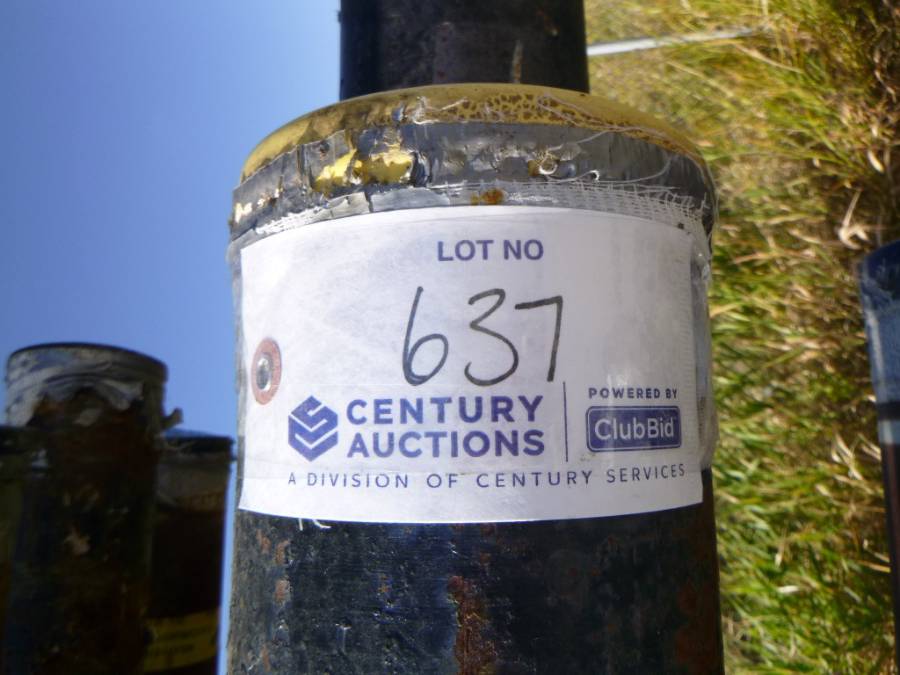 LOT NO
637
CENTURY
AUCTIONS
POWERED BY
ClubBid
A DIVISION OF CENTURY SERVICES